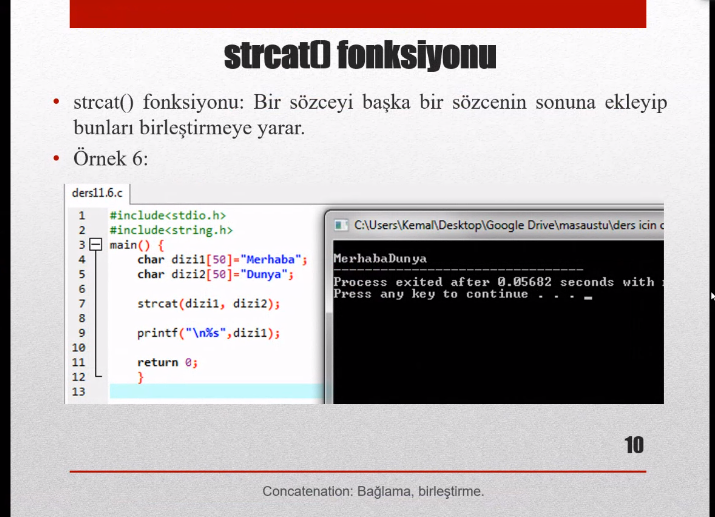 strcat() fonksiyonu
• strcat() fonksiyonu: Bir sözceyi başka bir sözcenin sonuna ekleyip
bunları birleştirmeye yarar.
• Örnek 6:
ders11.6.c
1 #include<stdio.h>
2 #include<string.h>
3 main() {
4 char dizi1[50]="Merhaba";
5 char dizi2[50]="Dunya";
6
7 strcat(dizi1, dizi2);
8
9 printf("\n%s",dizi1);
10
11 return 0;
12 }
13
C:\Users\Kemal\Desktop\Google Drive\masaustu\ders icin
MerhabaDunya
--------------------------------
Process exited after 0.05682 seconds with
Press any key to continue . . . _
10
Concatenation: Bağlama, birleştirme.